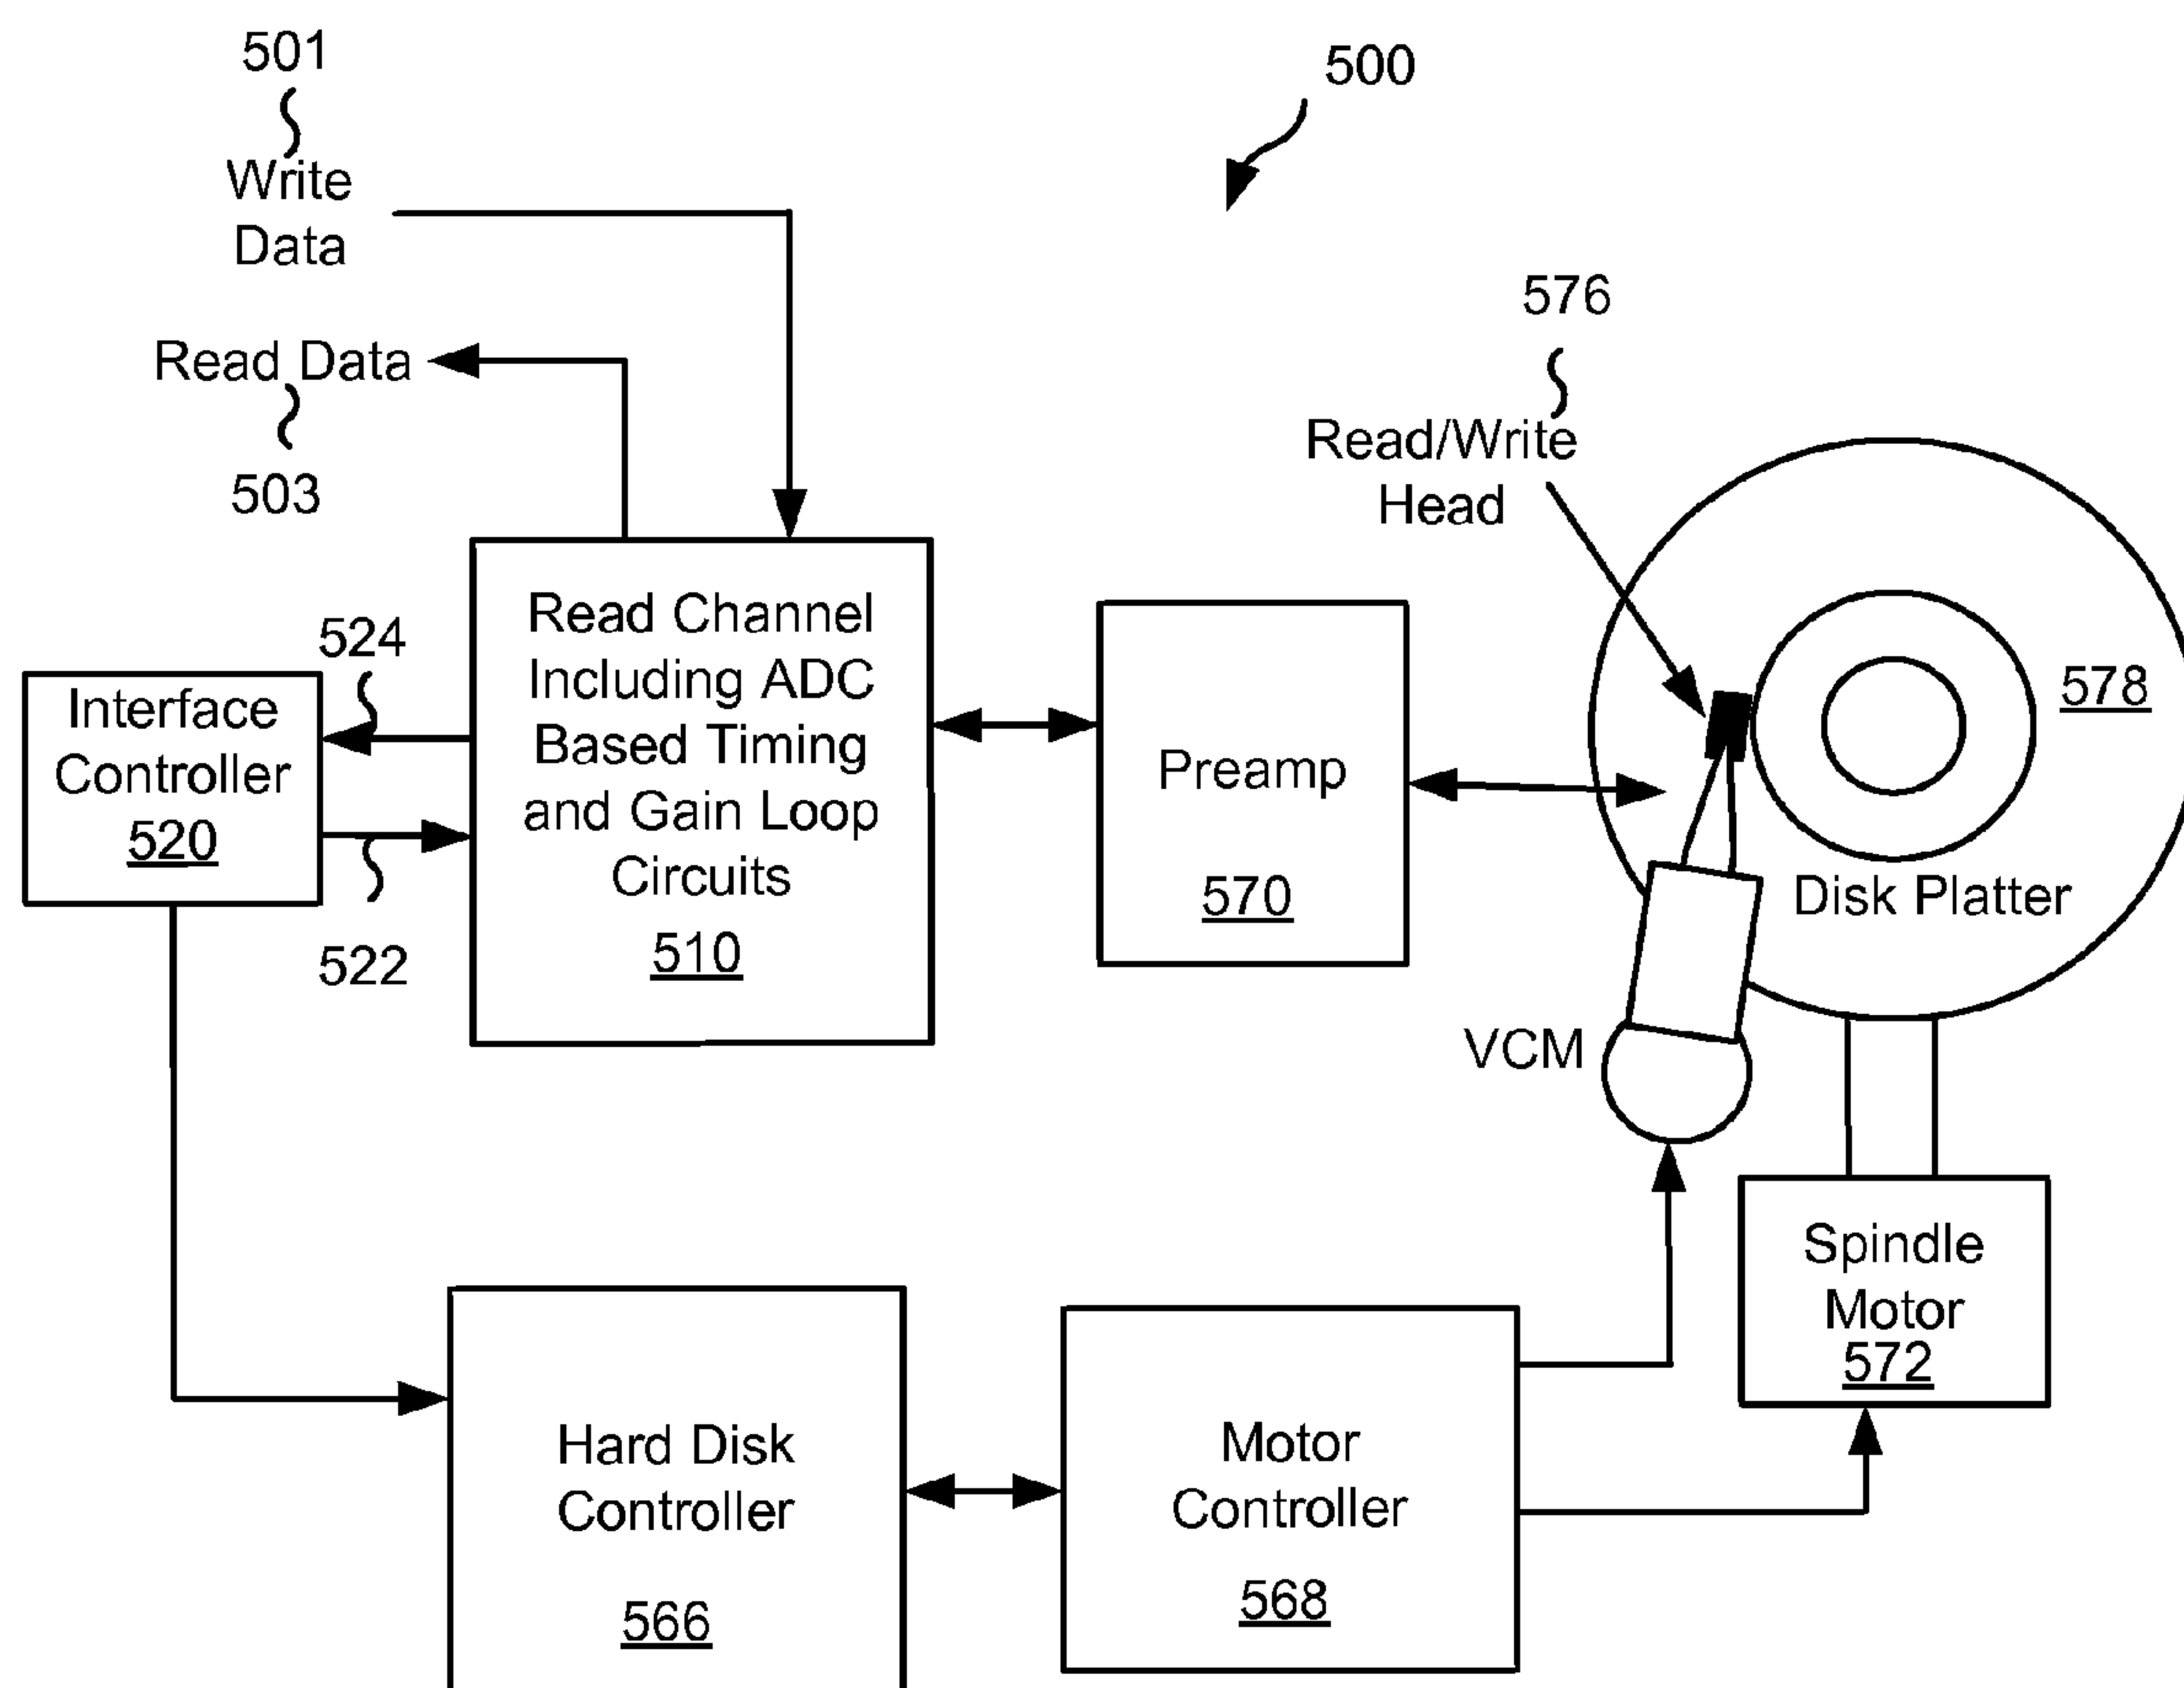 501
Write
Data
500
Read Data
503
576
Read/Write
Head
524
Interface
Controller
520
522
Read Channel
Including ADC
Based Timing
and Gain Loop
Circuits
510
Preamp
570
578
Disk Platter
VCM
Spindle
Motor
572
Hard Disk
Controller
566
Motor
Controller
568